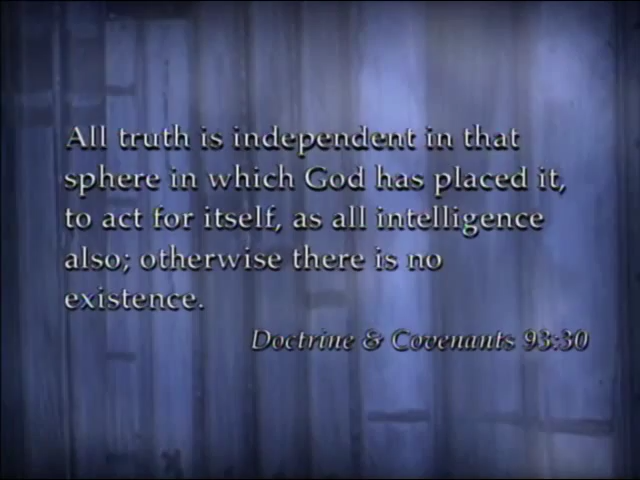 All truth is independent in that
sphere in which God has placed it,
to act for itself, as all intelligence
also; otherwise there is no
existence.
Doctrine & Covenants 93:30